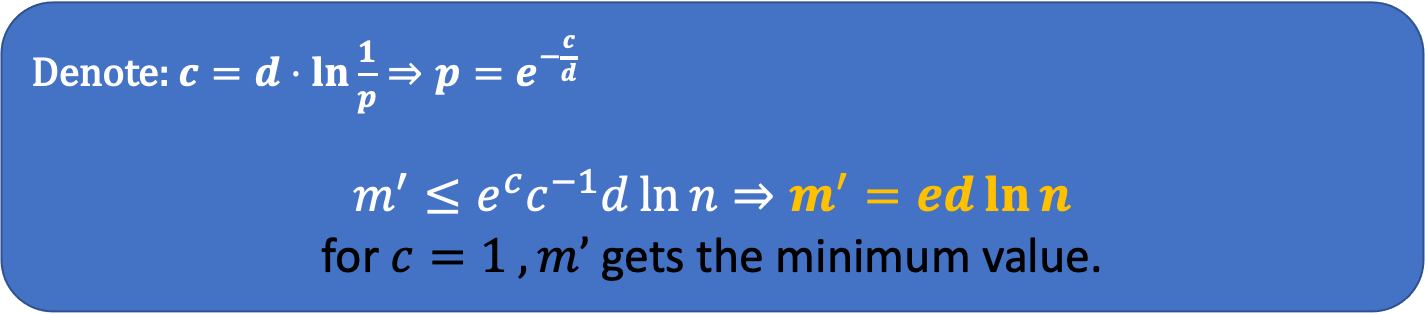 Denote: c = d · ln 1/p ⇒ p = e^(-c/d)
m′ ≤ e^c c^(-1) d ln n ⇒ m′ = ed ln n
for c = 1 , m′ gets the minimum value.